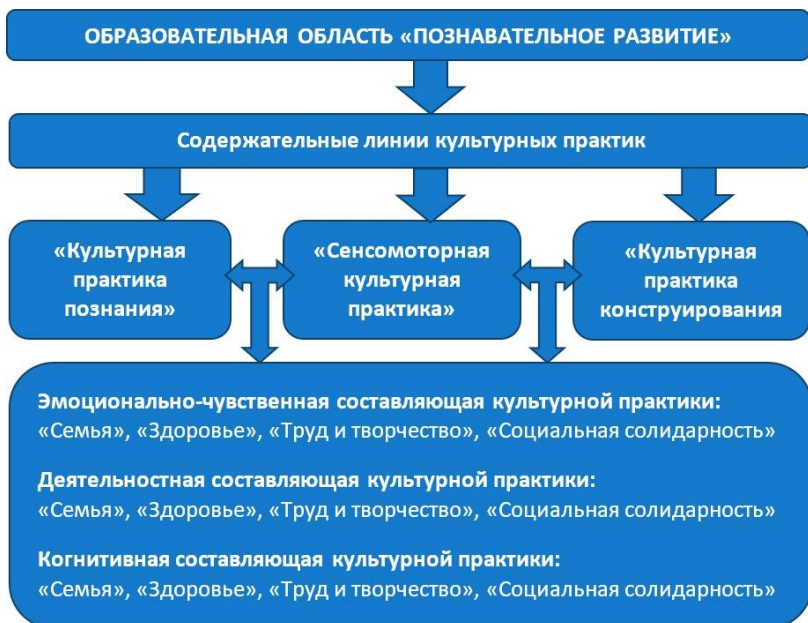 ОБРАЗОВАТЕЛЬНАЯ ОБЛАСТЬ «ПОЗНАВАТЕЛЬНОЕ РАЗВИТИЕ»
Содержательные линии культурных практик
«Культурная
практика
познания»
«Сенсомоторная
культурная
практика»
«Культурная
практика
конструирования
Эмоционально-чувственная составляющая культурной практики:
«Семья», «Здоровье», «Труд и творчество», «Социальная солидарность»
Деятельностная составляющая культурной практики:
«Семья», «Здоровье», «Труд и творчество», «Социальная солидарность»
Когнитивная составляющая культурной практики:
«Семья», «Здоровье», «Труд и творчество», «Социальная солидарность»